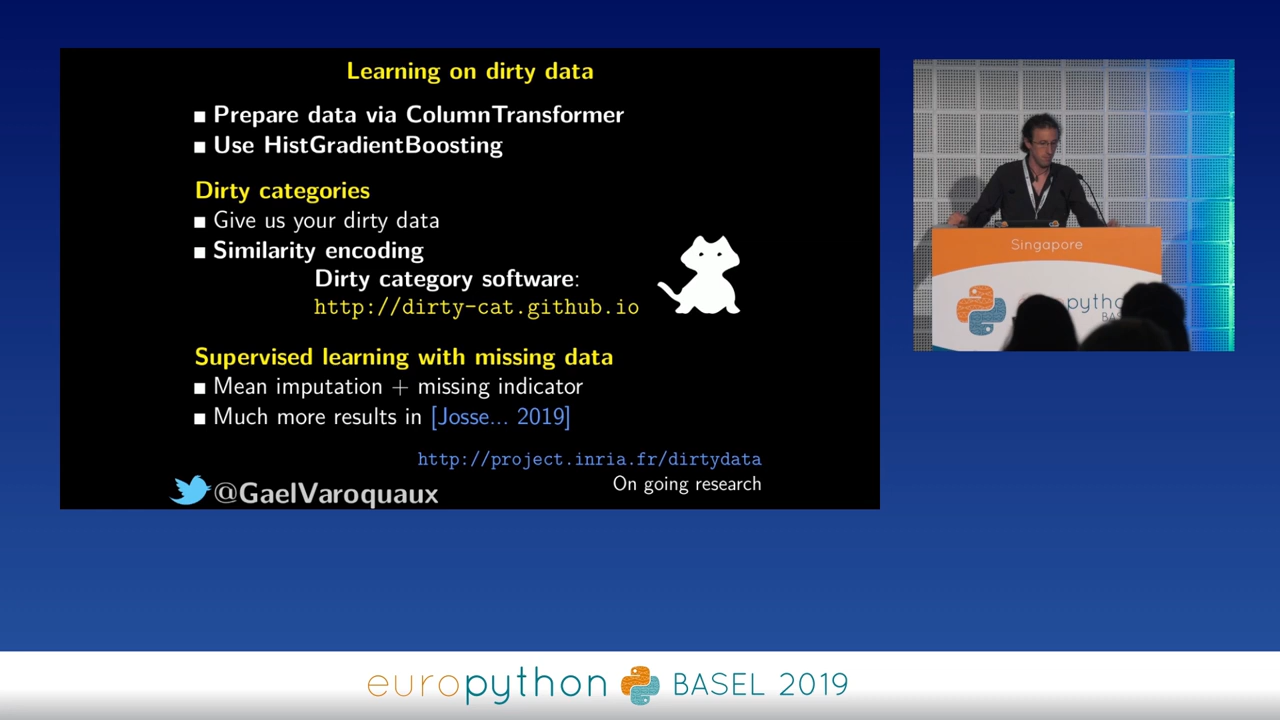 Learning on dirty data
Prepare data via ColumnTransformer
Use HistGradientBoosting
Dirty categories
Give us your dirty data
Similarity encoding
Dirty category software:
http://dirty-cat.github.io
Supervised learning with missing data
Mean imputation + missing indicator
Much more results in [Josse... 2019]
http://project.inria.fr/dirtydata
On going research
@GaelVaroquaux
Singapore
europython BASEL 2019